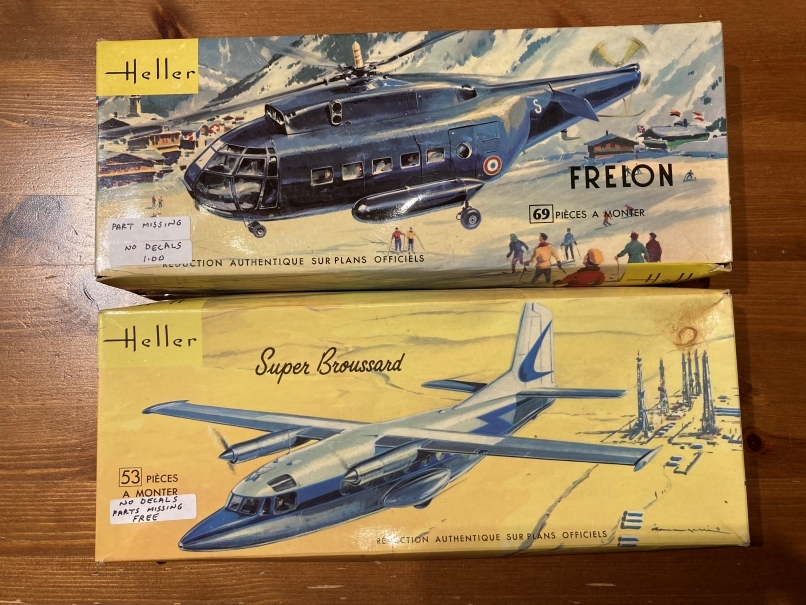 Heller
S
FRELON
69 PIÈCES A MONTER
PART MISSING
NO DECALS
1.00
RÉDUCTION AUTHENTIQUE SUR PLANS OFFICIELS
Heller
Heller
Super Broussard
53 PIÈCES
A MONTER
NO DECALS
PARTS MISSING
FREE
RÉDUCTION AUTHENTIQUE SUR PLANS OFFICIELS